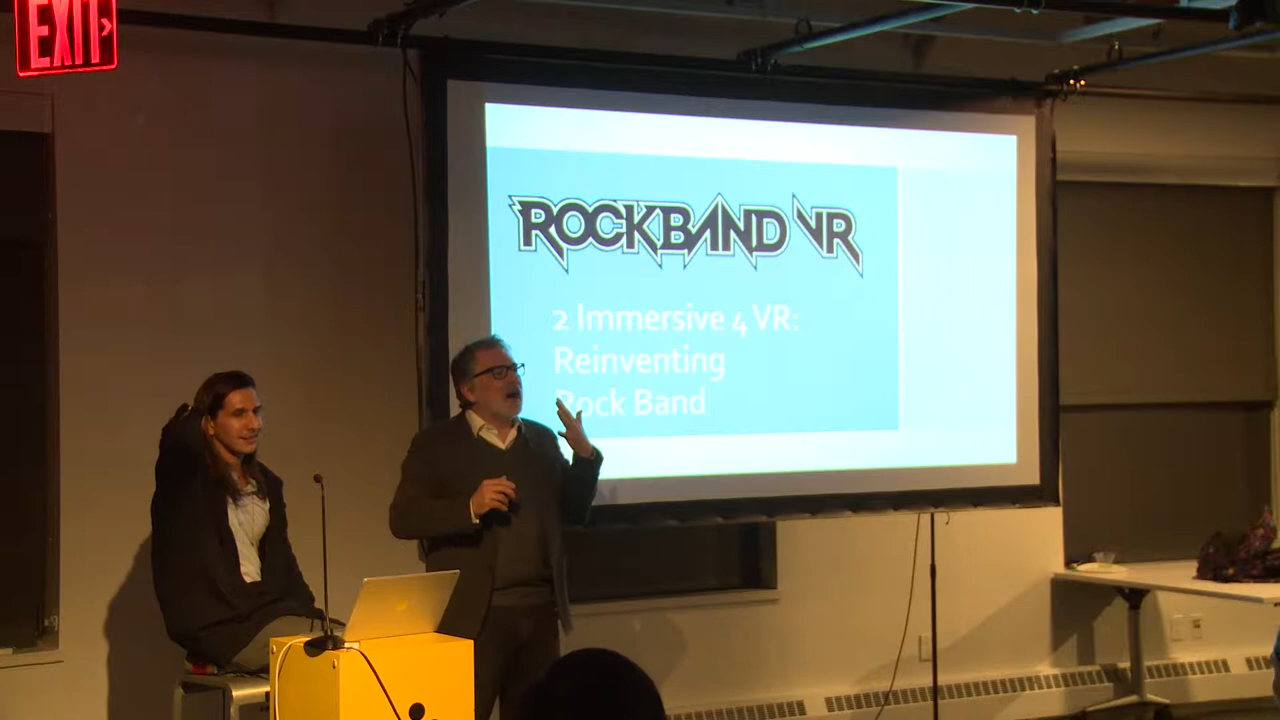 EXIT
ROCKBAND VR
2 Immersive 4 VR:
Reinventing
Rock Band